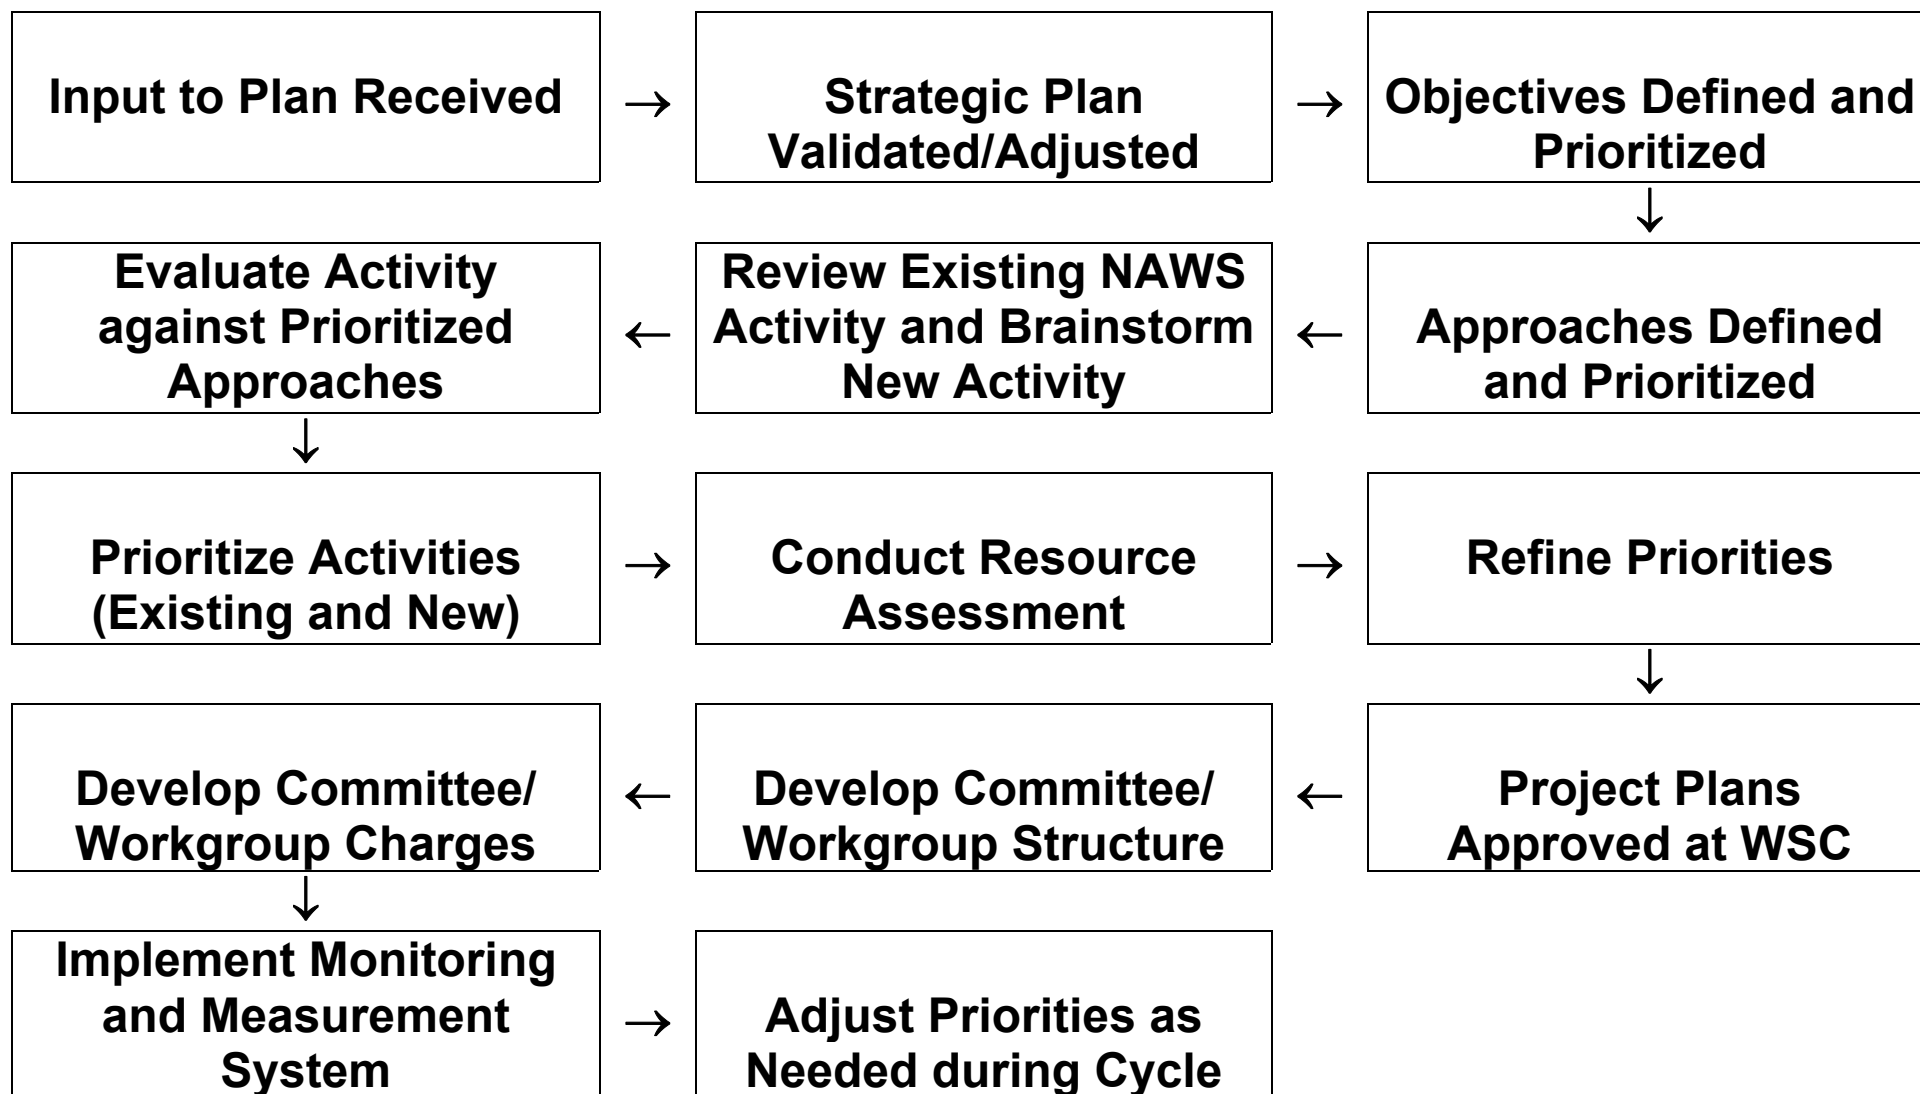 Input to Plan Received
→
Strategic Plan
Validated/Adjusted
→
Objectives Defined and
Prioritized
↓
Approaches Defined
and Prioritized
←
Review Existing NAWS
Activity and Brainstorm
New Activity
←
Evaluate Activity
against Prioritized
Approaches
↓
Prioritize Activities
(Existing and New)
→
Conduct Resource
Assessment
→
Refine Priorities
↓
Project Plans
Approved at WSC
←
Develop Committee/
Workgroup Structure
←
Develop Committee/
Workgroup Charges
↓
Implement Monitoring
and Measurement
System
→
Adjust Priorities as
Needed during Cycle